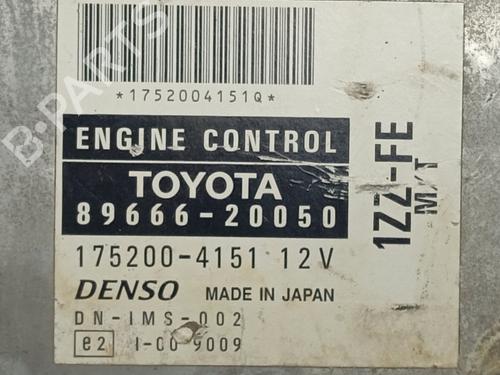 B-PARTS
*1752004151Q*
ENGINE CONTROL
TOYOTA
89666-20050
175200-4151 12V
DENSO MADE IN JAPAN
DN-IMS-002
e2 I-00 9009
1ZZ-FE
M/T